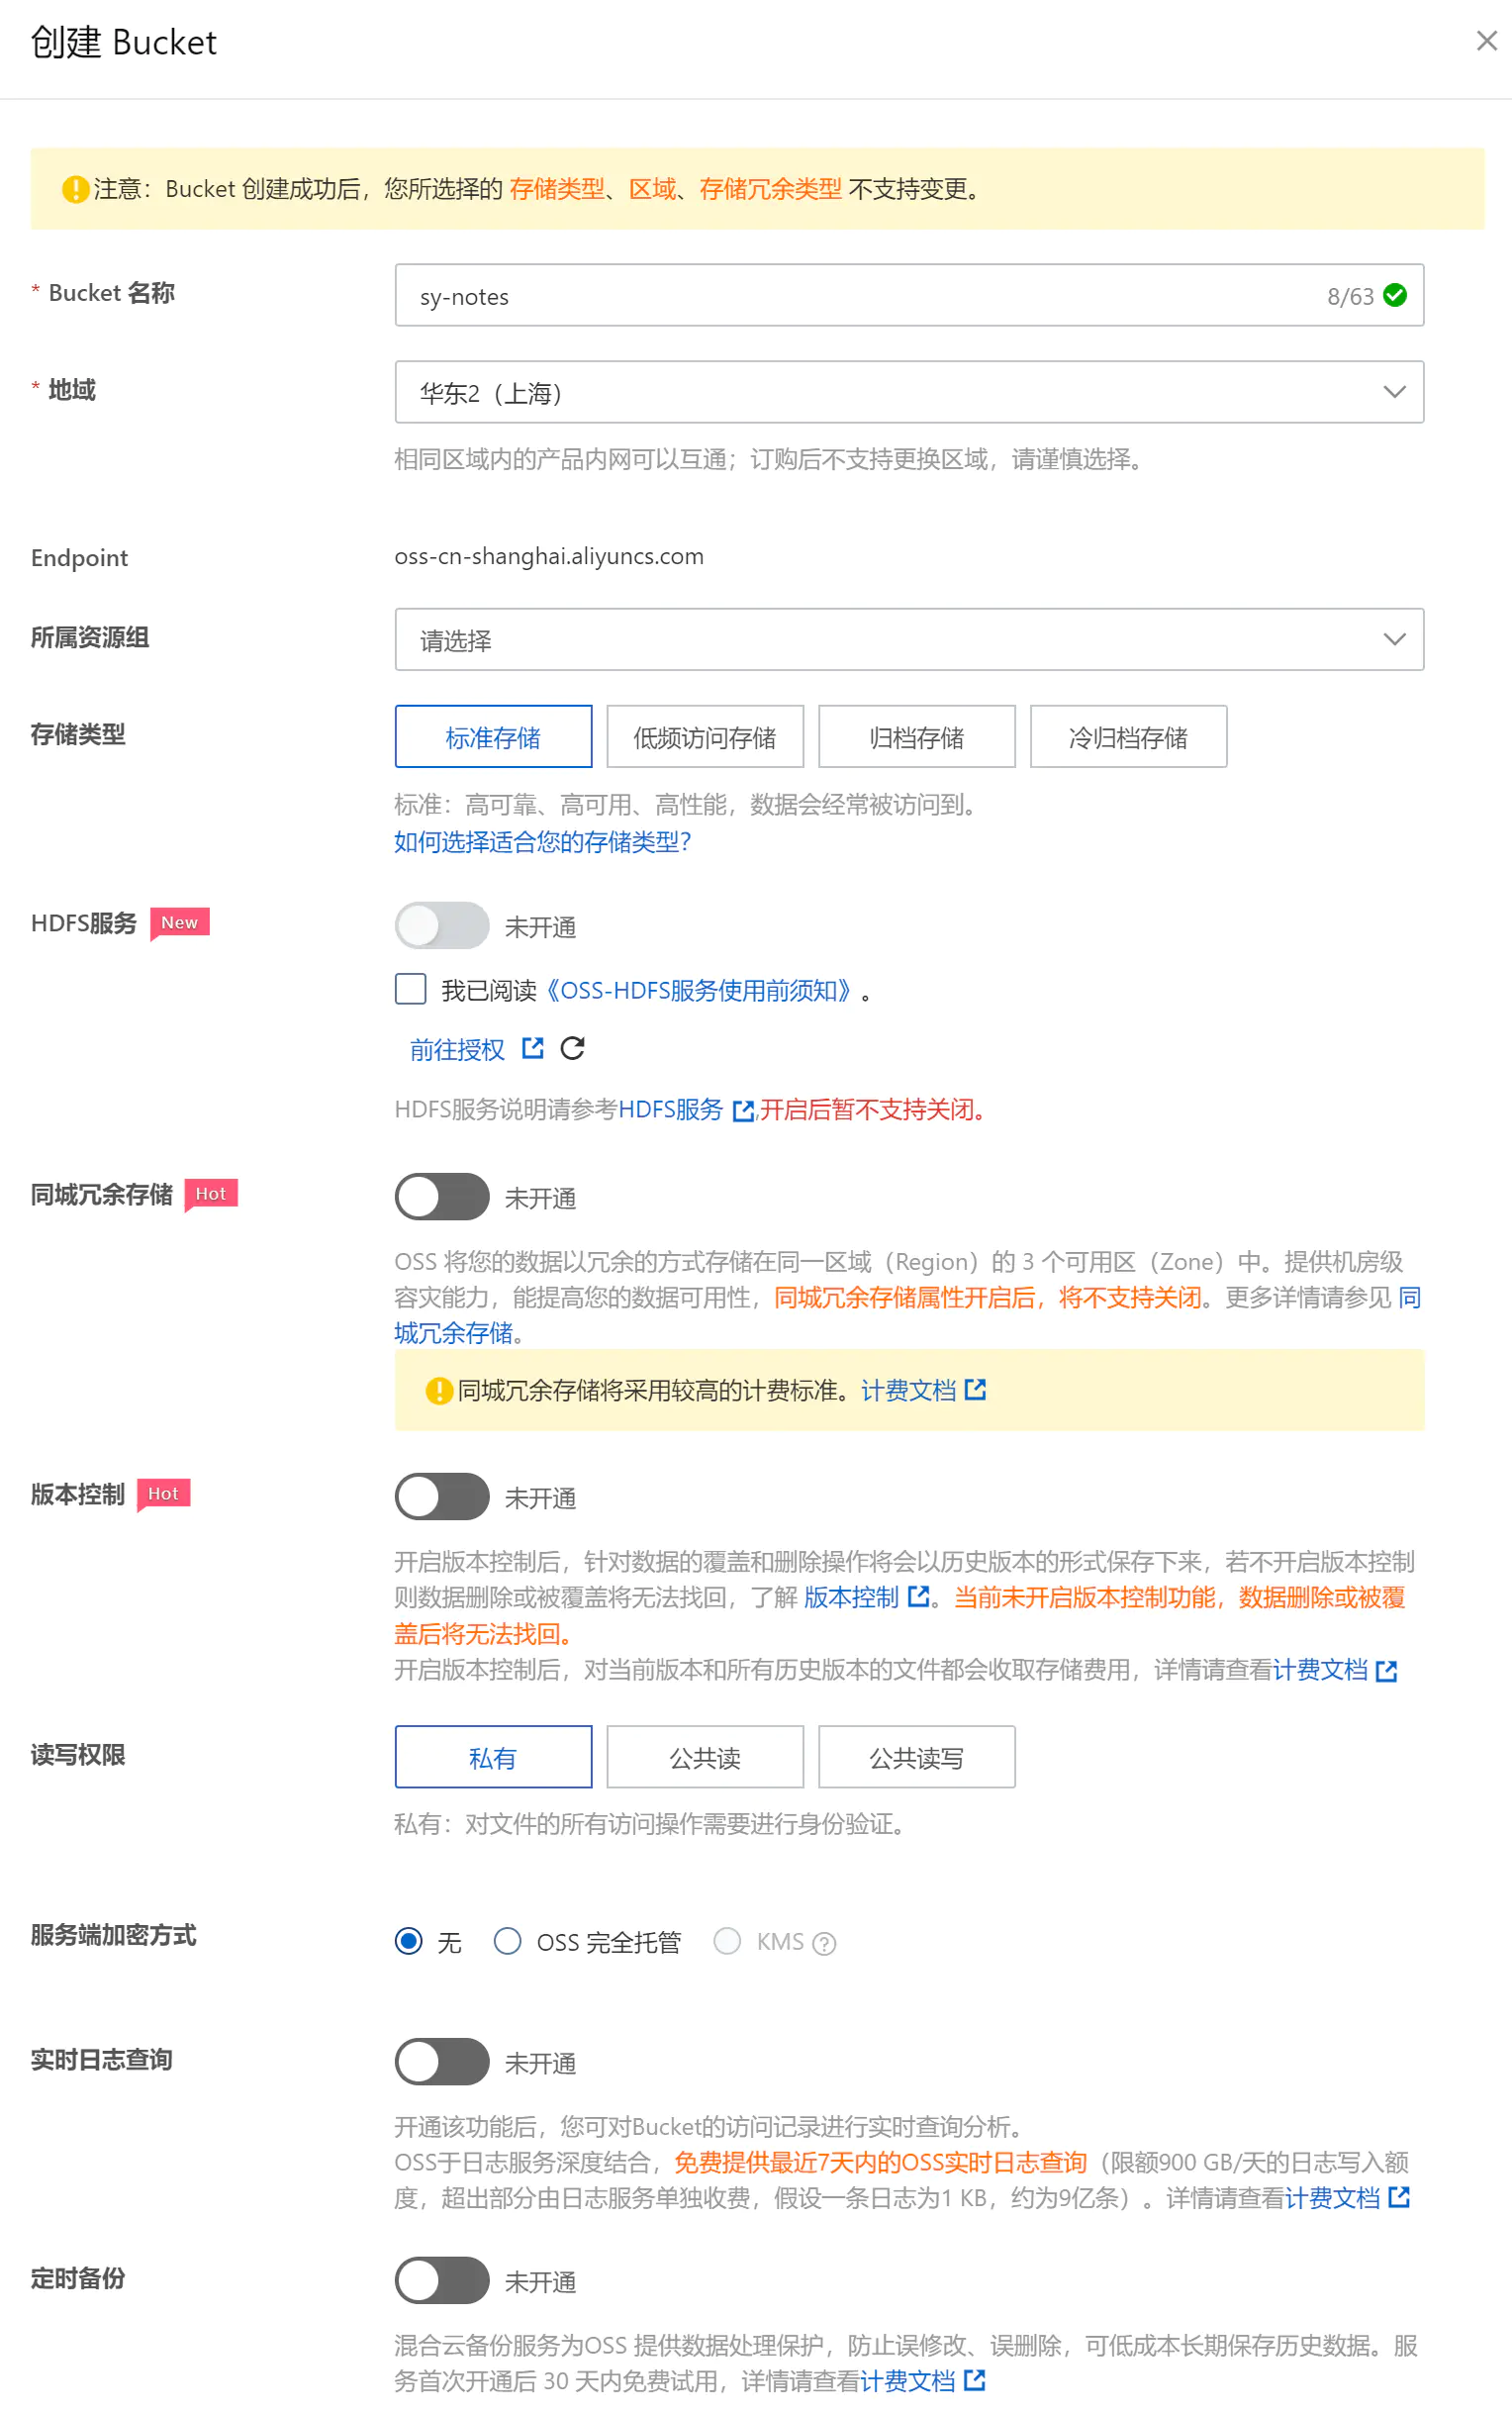 创建 Bucket
注意：Bucket 创建成功后，您所选择的 存储类型、区域、存储冗余类型 不支持变更。
* Bucket 名称
sy-notes
8/63
* 地域
华东2（上海）
相同区域内的产品内网可以互通；订购后不支持更换区域，请谨慎选择。
Endpoint
oss-cn-shanghai.aliyuncs.com
所属资源组
请选择
存储类型
标准存储
低频访问存储
归档存储
冷归档存储
标准：高可靠、高可用、高性能，数据会经常被访问到。
如何选择适合您的存储类型？
HDFS服务 New
未开通
我已阅读《OSS-HDFS服务使用前须知》。
前往授权
HDFS服务说明请参考HDFS服务 ,开启后暂不支持关闭。
同城冗余存储 Hot
未开通
OSS 将您的数据以冗余的方式存储在同一区域（Region）的 3 个可用区（Zone）中。提供机房级
容灾能力，能提高您的数据可用性，同城冗余存储属性开启后，将不支持关闭。更多详情请参见 同
城冗余存储。
同城冗余存储将采用较高的计费标准。计费文档
版本控制 Hot
未开通
开启版本控制后，针对数据的覆盖和删除操作将会以历史版本的形式保存下来，若不开启版本控制
则数据删除或被覆盖将无法找回，了解 版本控制 。当前未开启版本控制功能，数据删除或被覆
盖后将无法找回。
开启版本控制后，对当前版本和所有历史版本的文件都会收取存储费用，详情请查看计费文档
读写权限
私有
公共读
公共读写
私有：对文件的所有访问操作需要进行身份验证。
服务端加密方式
无
OSS 完全托管
KMS ?
实时日志查询
未开通
开通该功能后，您可对Bucket的访问记录进行实时查询分析。
OSS于日志服务深度结合，免费提供最近7天内的OSS实时日志查询（限额900 GB/天的日志写入额
度，超出部分由日志服务单独收费，假设一条日志为1 KB，约为9亿条）。详情请查看计费文档
定时备份
未开通
混合云备份服务为OSS 提供数据处理保护，防止误修改、误删除，可低成本长期保存历史数据。服
务首次开通后 30 天内免费试用，详情请查看计费文档